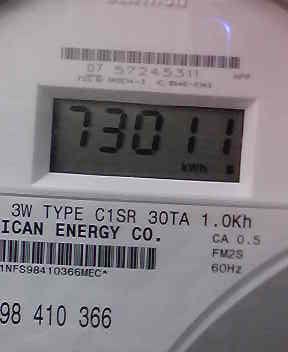 07 57245311
73011
kWh
3W TYPE C1SR 30TA 1.0Kh
ICAN ENERGY CO.
CA 0.5
FM2S
60Hz
1NFS98410366MEC*
98 410 366